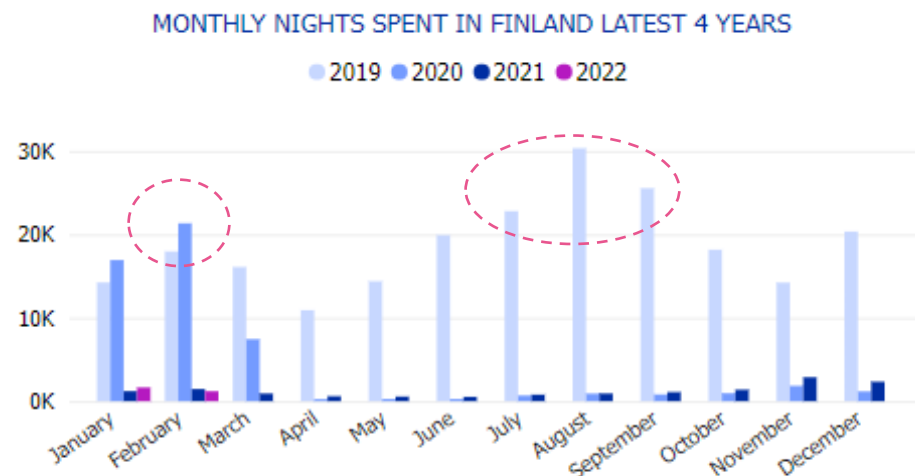 MONTHLY NIGHTS SPENT IN FINLAND LATEST 4 YEARS
2019 2020 2021 2022
30K
20K
10K
0K
January February March April May June July August September October November December